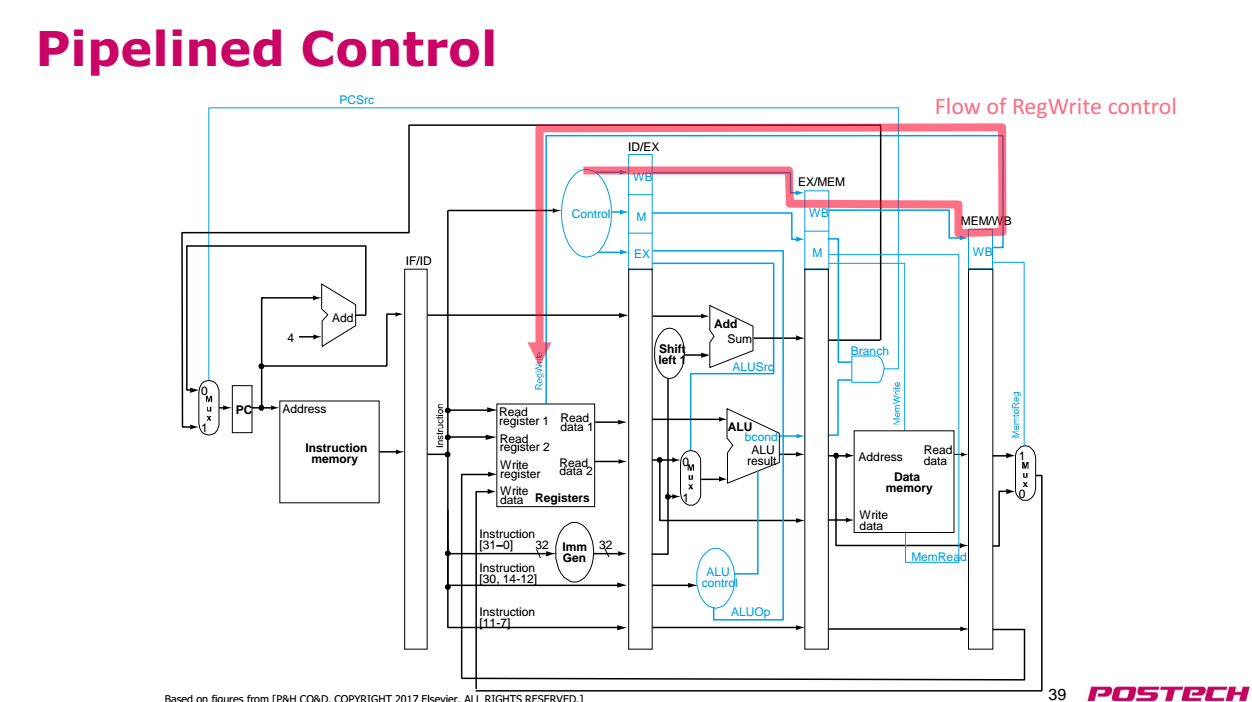 Pipelined Control
PCSrc
Flow of RegWrite control
ID/EX
WB
EX/MEM
Control
M
WB
MEM/WB
EX
M
WB
IF/ID
Add
4
Add
Sum
Shift
left 1
Branch
ALUSrc
RegWrite
MemWrite
MemtoReg
0
Mux
1
PC
Address
Instruction
memory
Instruction
Read
register 1
Read
data 1
Read
register 2
Write
register
Read
data 2
Write
data
Registers
0
Mux
1
ALU
bcond
ALU
result
Address
Read
data
Data
memory
Write
data
1
Mux
0
Instruction
[31–0]
32
Imm
Gen
32
MemRead
Instruction
[30, 14-12]
ALU
control
Instruction
[11-7]
ALUOp
Based on figures from [P&H CO&D, COPYRIGHT 2017 Elsevier. ALL RIGHTS RESERVED.]
39
POSTECH